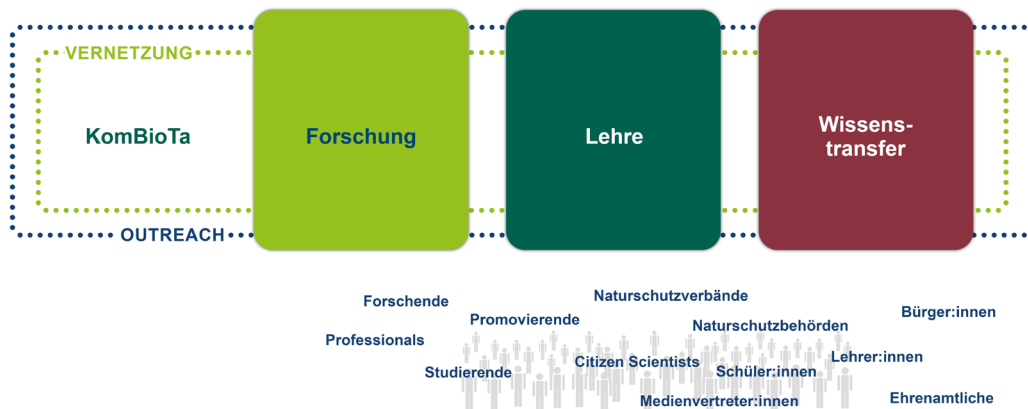 VERNETZUNG
KomBioTa
Forschung
Lehre
Wissens-
transfer
OUTREACH
Forschende
Naturschutzverbände
Bürger:innen
Promovierende
Naturschutzbehörden
Professionals
Lehrer:innen
Studierende
Citizen Scientists
Schüler:innen
Medienvertreter:innen
Ehrenamtliche